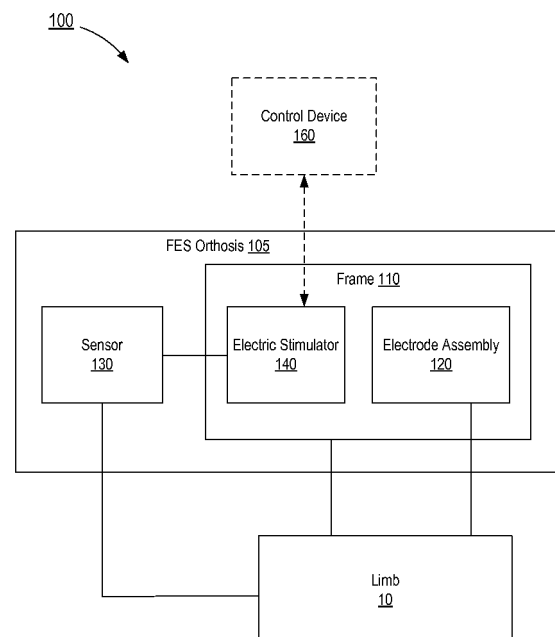 100
Control Device
160
FES Orthosis 105
Frame 110
Sensor
130
Electric Stimulator
140
Electrode Assembly
120
Limb
10